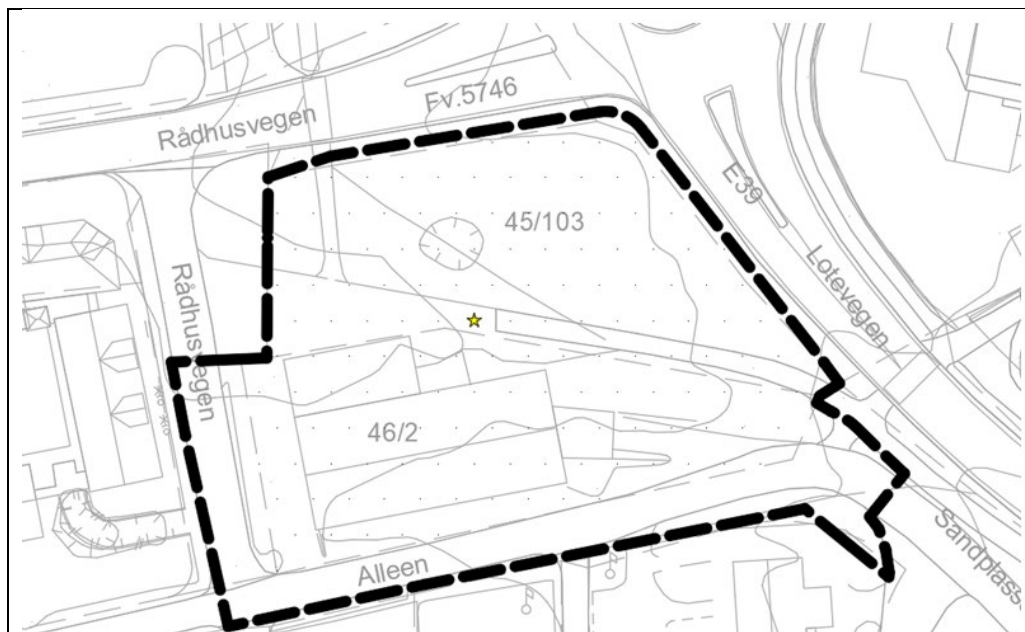 Fv.5746
Rådhusvegen
E39
45/103
Lotevegen
Rådhusvegen
46/2
Alleen
Sandplass